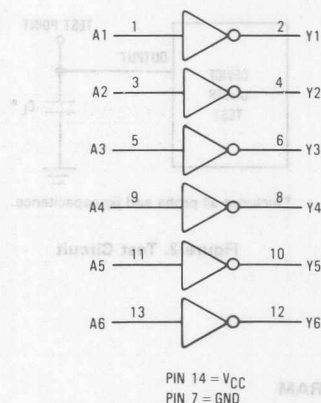 A1 1 2 Y1
A2 3 4 Y2
A3 5 6 Y3
A4 9 8 Y4
A5 11 10 Y5
A6 13 12 Y6
PIN 14 = VCC
PIN 7 = GND